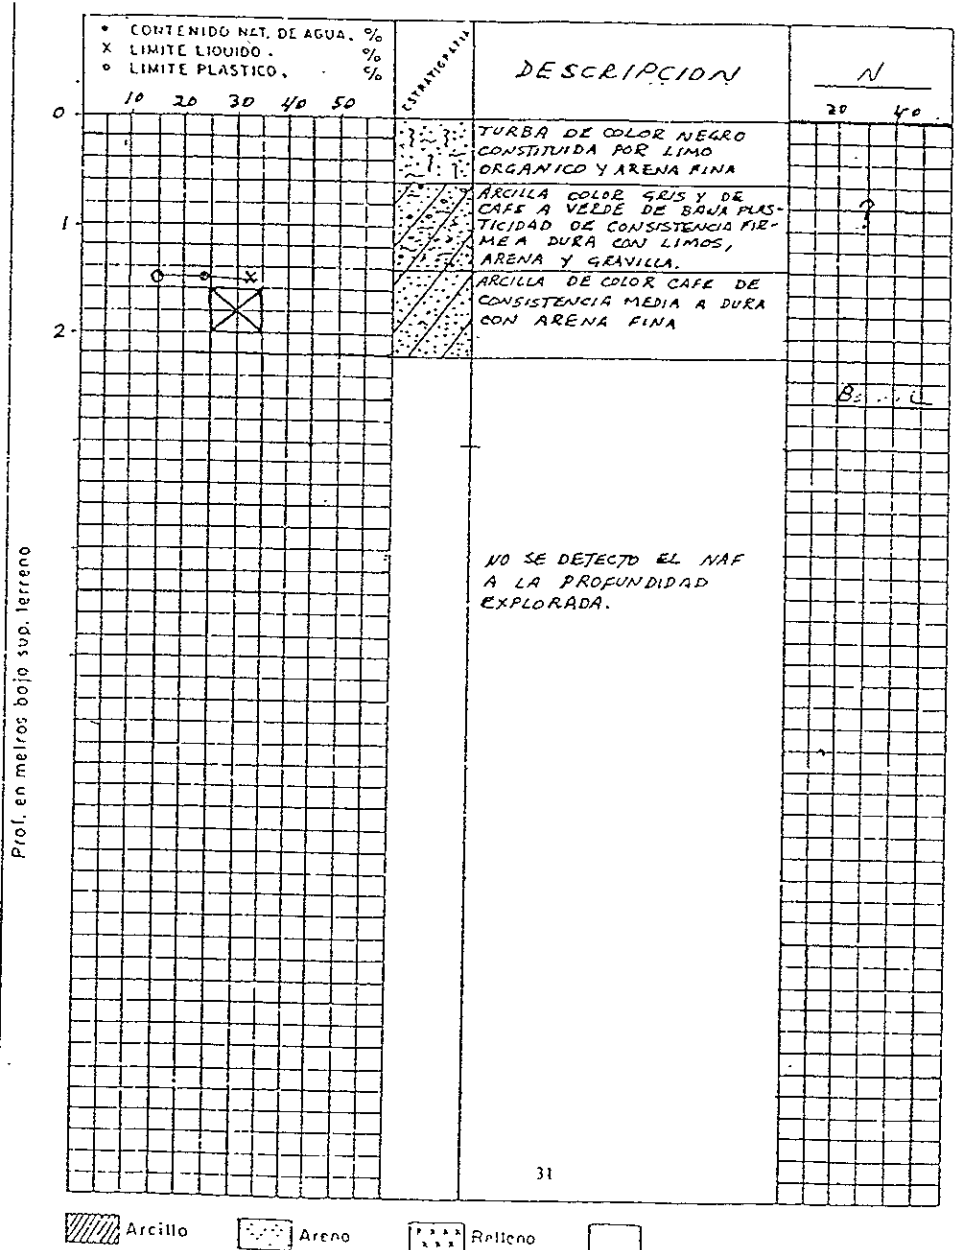 • CONTENIDO NAT. DE AGUA. %
x LIMITE LIQUIDO. %
o LIMITE PLASTICO. %
10 20 30 40 50
ESTRATIGRAFIA
DESCRIPCION
N
20 40
0
TURBA DE COLOR NEGRO
CONSTITUIDA POR LIMO
ORGANICO Y ARENA FINA
1
ARCILLA COLOR GRIS Y DE
CAFE A VERDE DE BAJA PLAS-
TICIDAD DE CONSISTENCIA FIR-
ME A DURA CON LIMOS,
ARENA Y GRAVILLA.
?
ARCILLA DE COLOR CAFE DE
CONSISTENCIA MEDIA A DURA
CON ARENA FINA
2
NO SE DETECTO EL NAF
A LA PROFUNDIDAD
EXPLORADA.
Prof. en metros bajo sup. terreno
31
Arcilla
Arena
Relleno